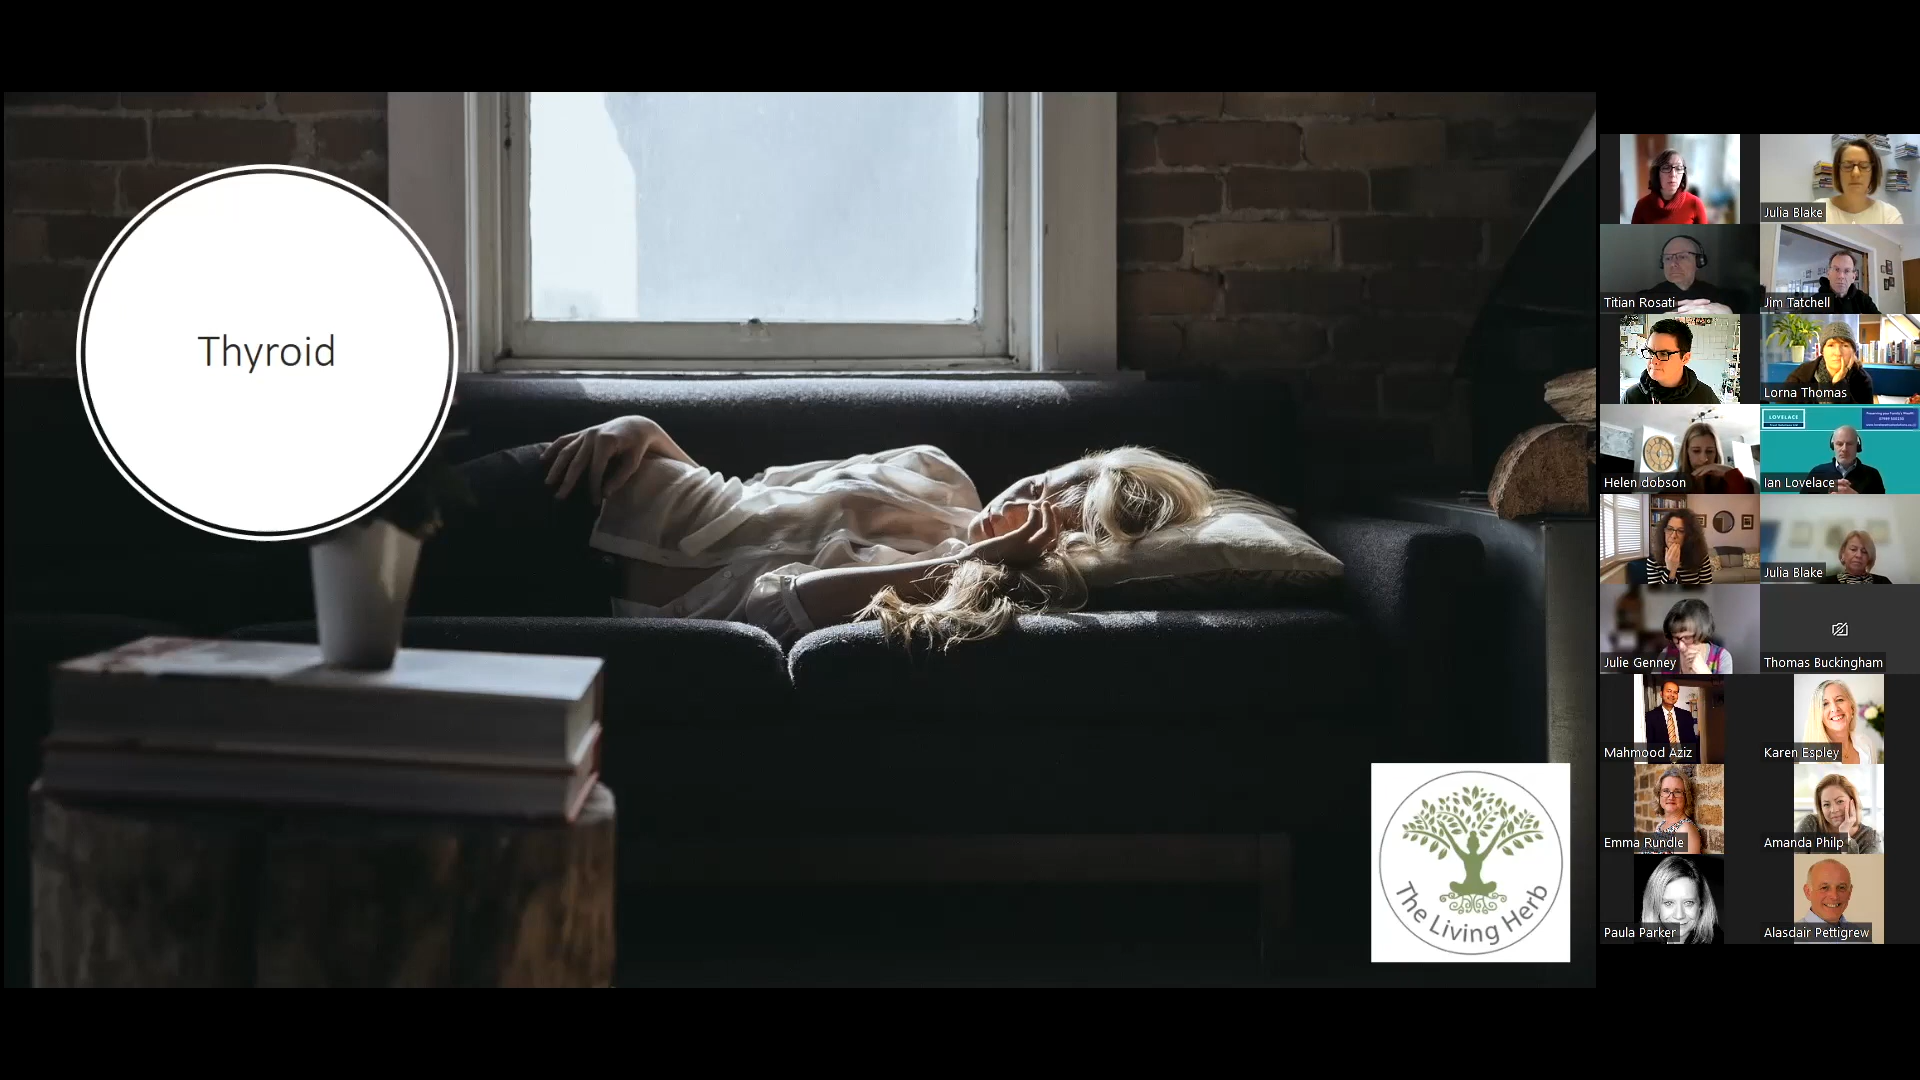 Thyroid
The Living Herb
Julia Blake
Titian Rosati
Jim Tatchell
Lorna Thomas
Helen dobson
LOVELACE
Ian Lovelace
Julia Blake
Julie Genney
Thomas Buckingham
Mahmood Aziz
Karen Espley
Emma Rundle
Amanda Philp
Paula Parker
Alasdair Pettigrew